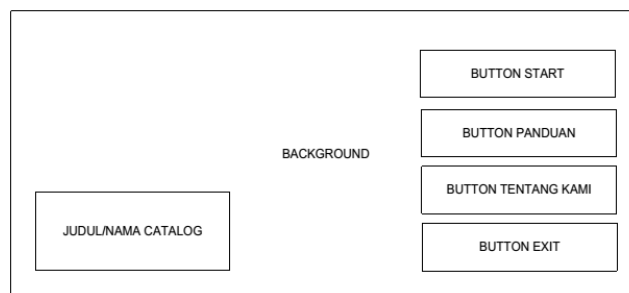 BUTTON START
BUTTON PANDUAN
BACKGROUND
BUTTON TENTANG KAMI
JUDUL/NAMA CATALOG
BUTTON EXIT